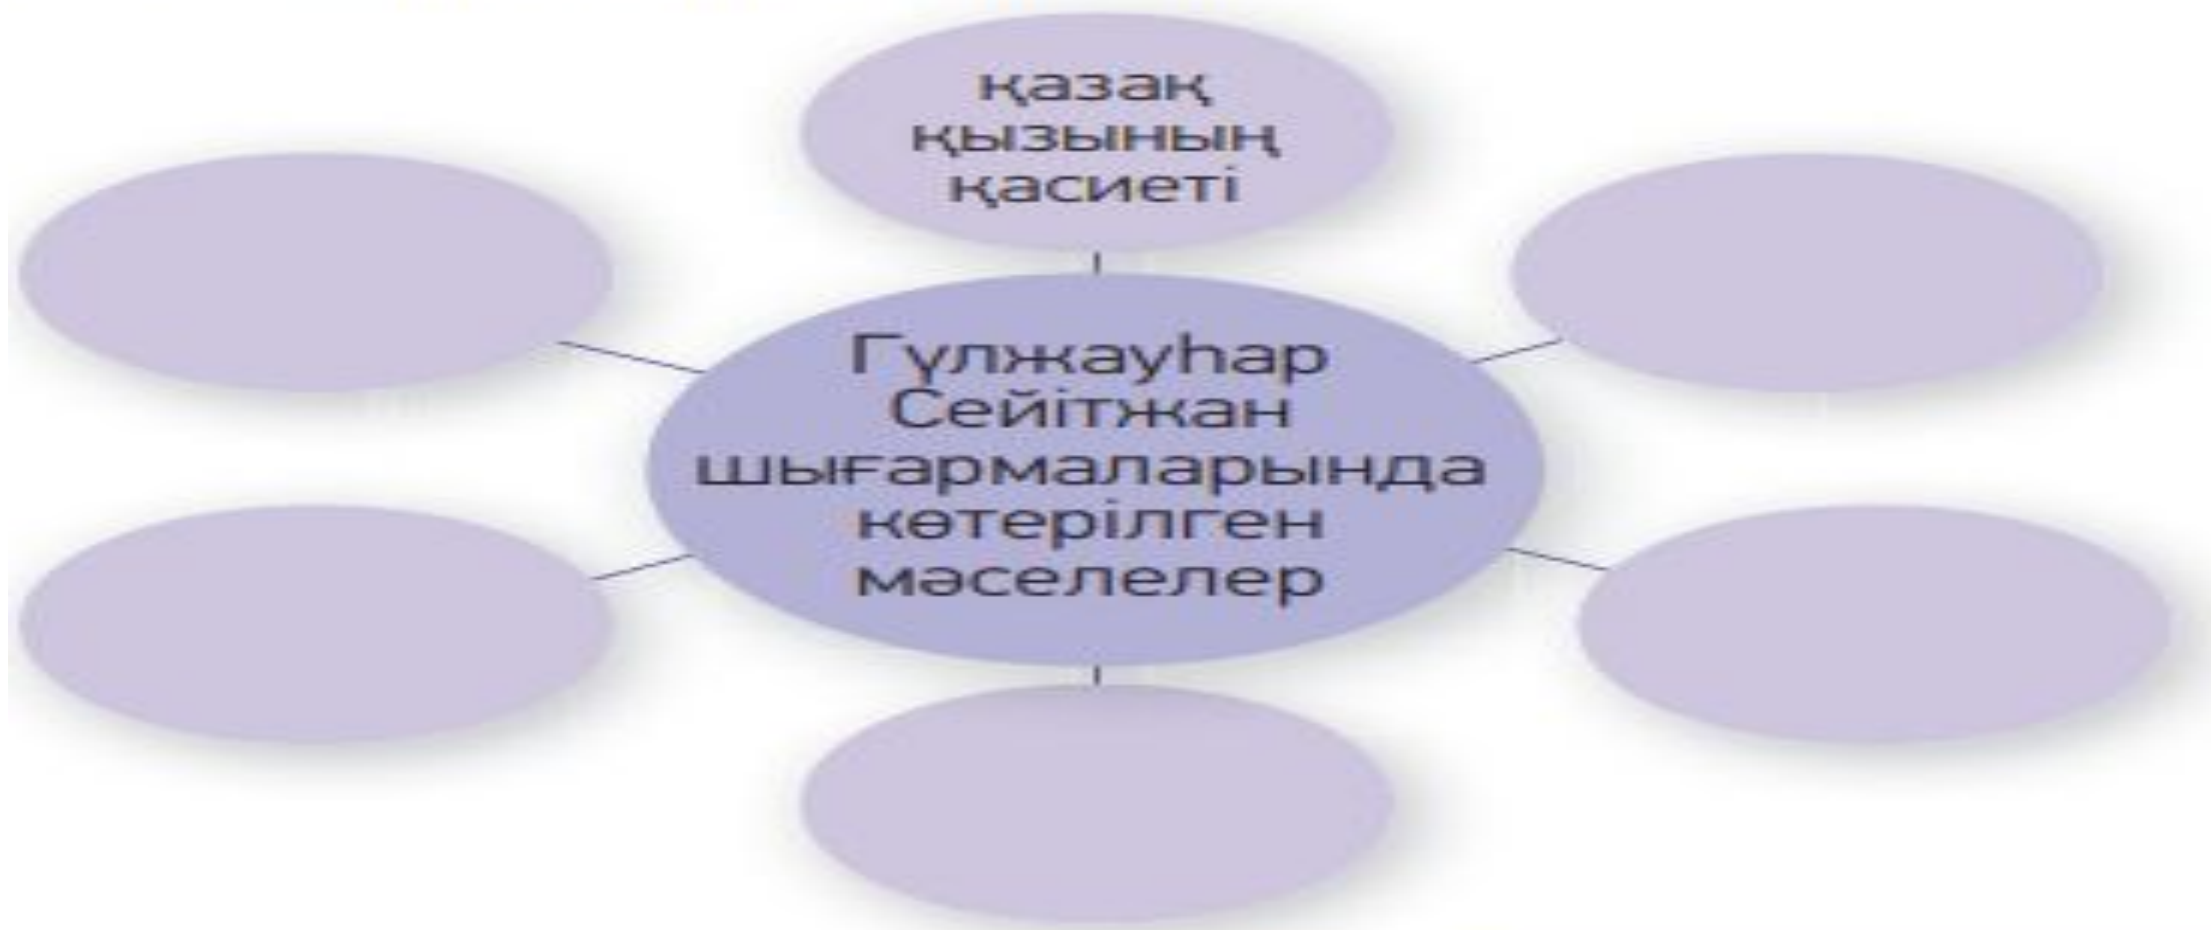 қазақ
қызының
қасиеті
Гүлжауһар
Сейітжан
шығармаларында
көтерілген
мәселелер